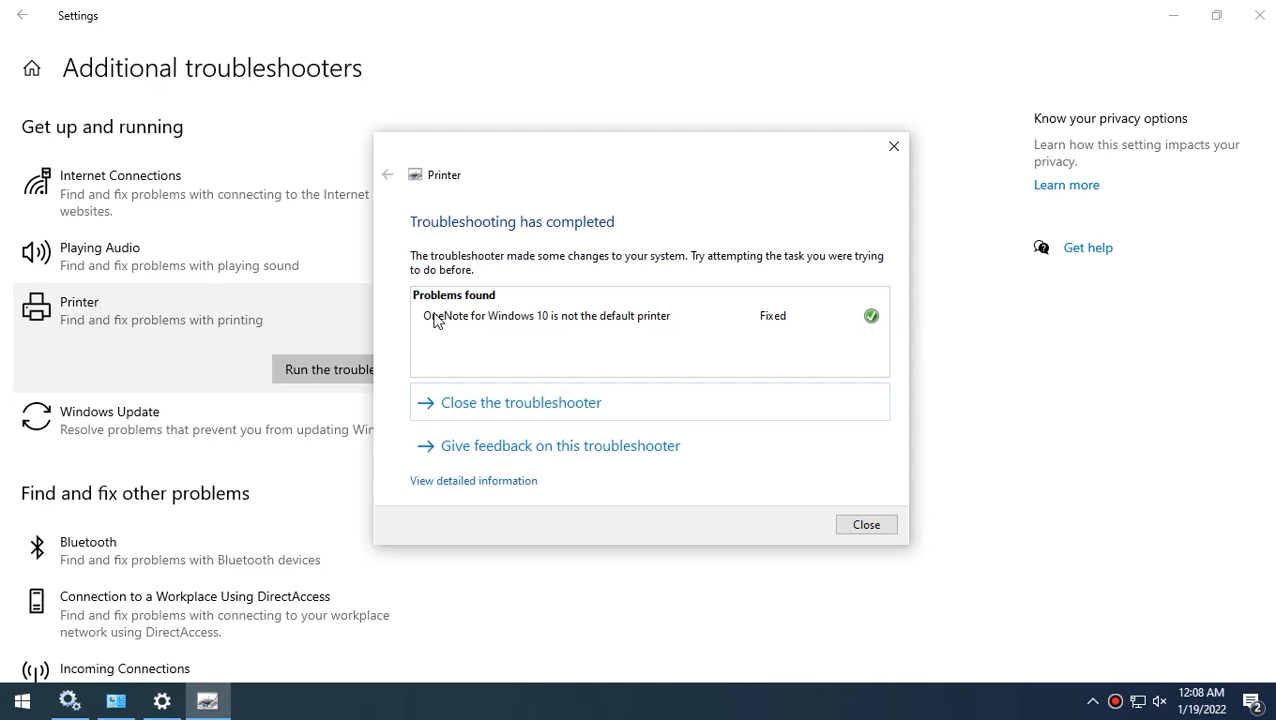 Settings
Additional troubleshooters
Get up and running
Internet Connections
Find and fix problems with connecting to the Internet
websites.
Playing Audio
Find and fix problems with playing sound
Printer
Find and fix problems with printing
Run the trouble
Windows Update
Resolve problems that prevent you from updating Win
Find and fix other problems
Bluetooth
Find and fix problems with Bluetooth devices
Connection to a Workplace Using DirectAccess
Find and fix problems with connecting to your workplace
network using DirectAccess.
Incoming Connections
Printer
Troubleshooting has completed
The troubleshooter made some changes to your system. Try attempting the task you were trying
to do before.
Problems found
OneNote for Windows 10 is not the default printer Fixed
Close the troubleshooter
Give feedback on this troubleshooter
View detailed information
Close
Know your privacy options
Learn how this setting impacts your
privacy.
Learn more
Get help
12:08 AM
1/19/2022
2